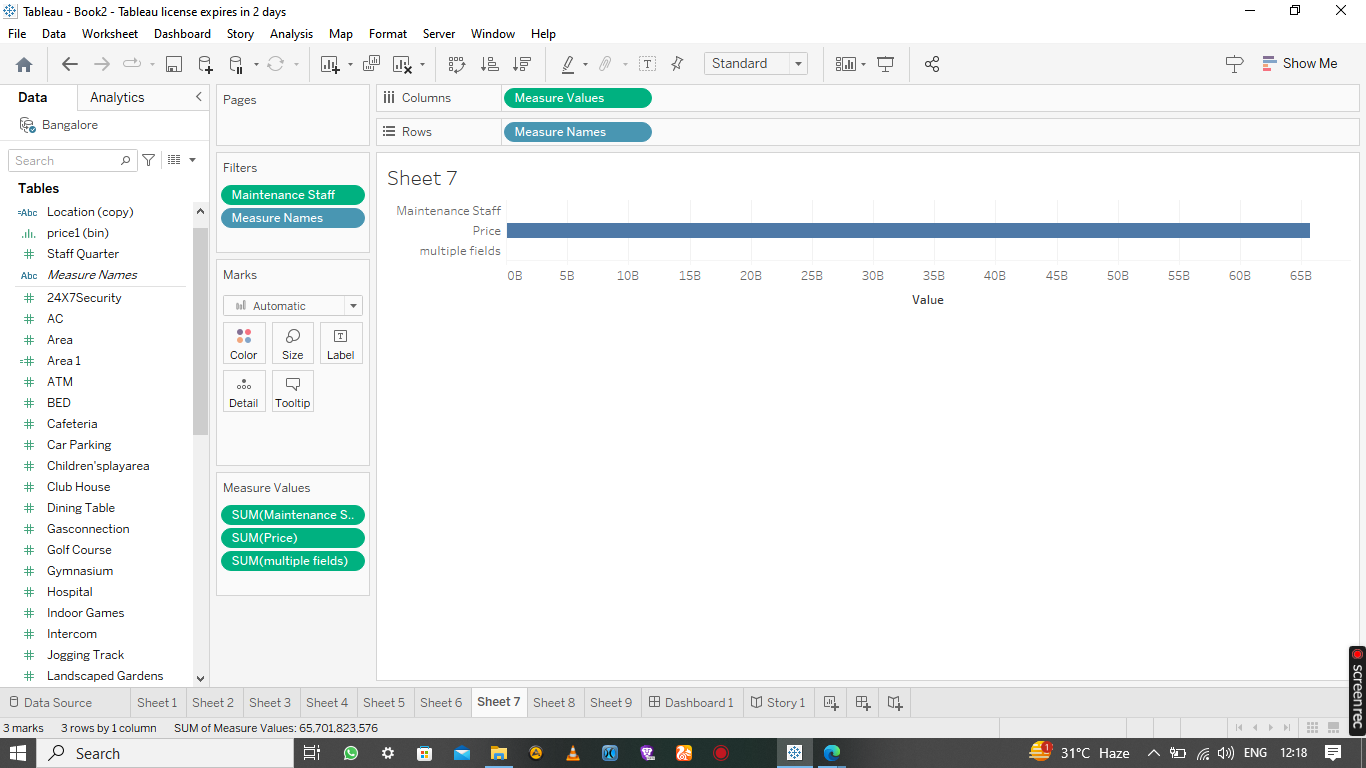 Tableau - Book2 - Tableau license expires in 2 days
File Data Worksheet Dashboard Story Analysis Map Format Server Window Help
Standard
Show Me
Data Analytics
Bangalore
Search
Tables
Abc Location (copy)
price1 (bin)
Staff Quarter
Abc Measure Names
24X7Security
AC
Area
Area 1
ATM
BED
Cafeteria
Car Parking
Children'splayarea
Club House
Dining Table
Gasconnection
Golf Course
Gymnasium
Hospital
Indoor Games
Intercom
Jogging Track
Landscaped Gardens
Pages
Filters
Maintenance Staff
Measure Names
Marks
Automatic
Color Size Label
Detail Tooltip
Measure Values
SUM(Maintenance S..
SUM(Price)
SUM(multiple fields)
Columns Measure Values
Rows Measure Names
Sheet 7
Maintenance Staff
Price
multiple fields
0B 5B 10B 15B 20B 25B 30B 35B 40B 45B 50B 55B 60B 65B
Value
screenrec
Data Source Sheet 1 Sheet 2 Sheet 3 Sheet 4 Sheet 5 Sheet 6 Sheet 7 Sheet 8 Sheet 9 Dashboard 1 Story 1
3 marks 3 rows by 1 column SUM of Measure Values: 65,701,823,576
Search 1 31°C Haze ENG 12:18